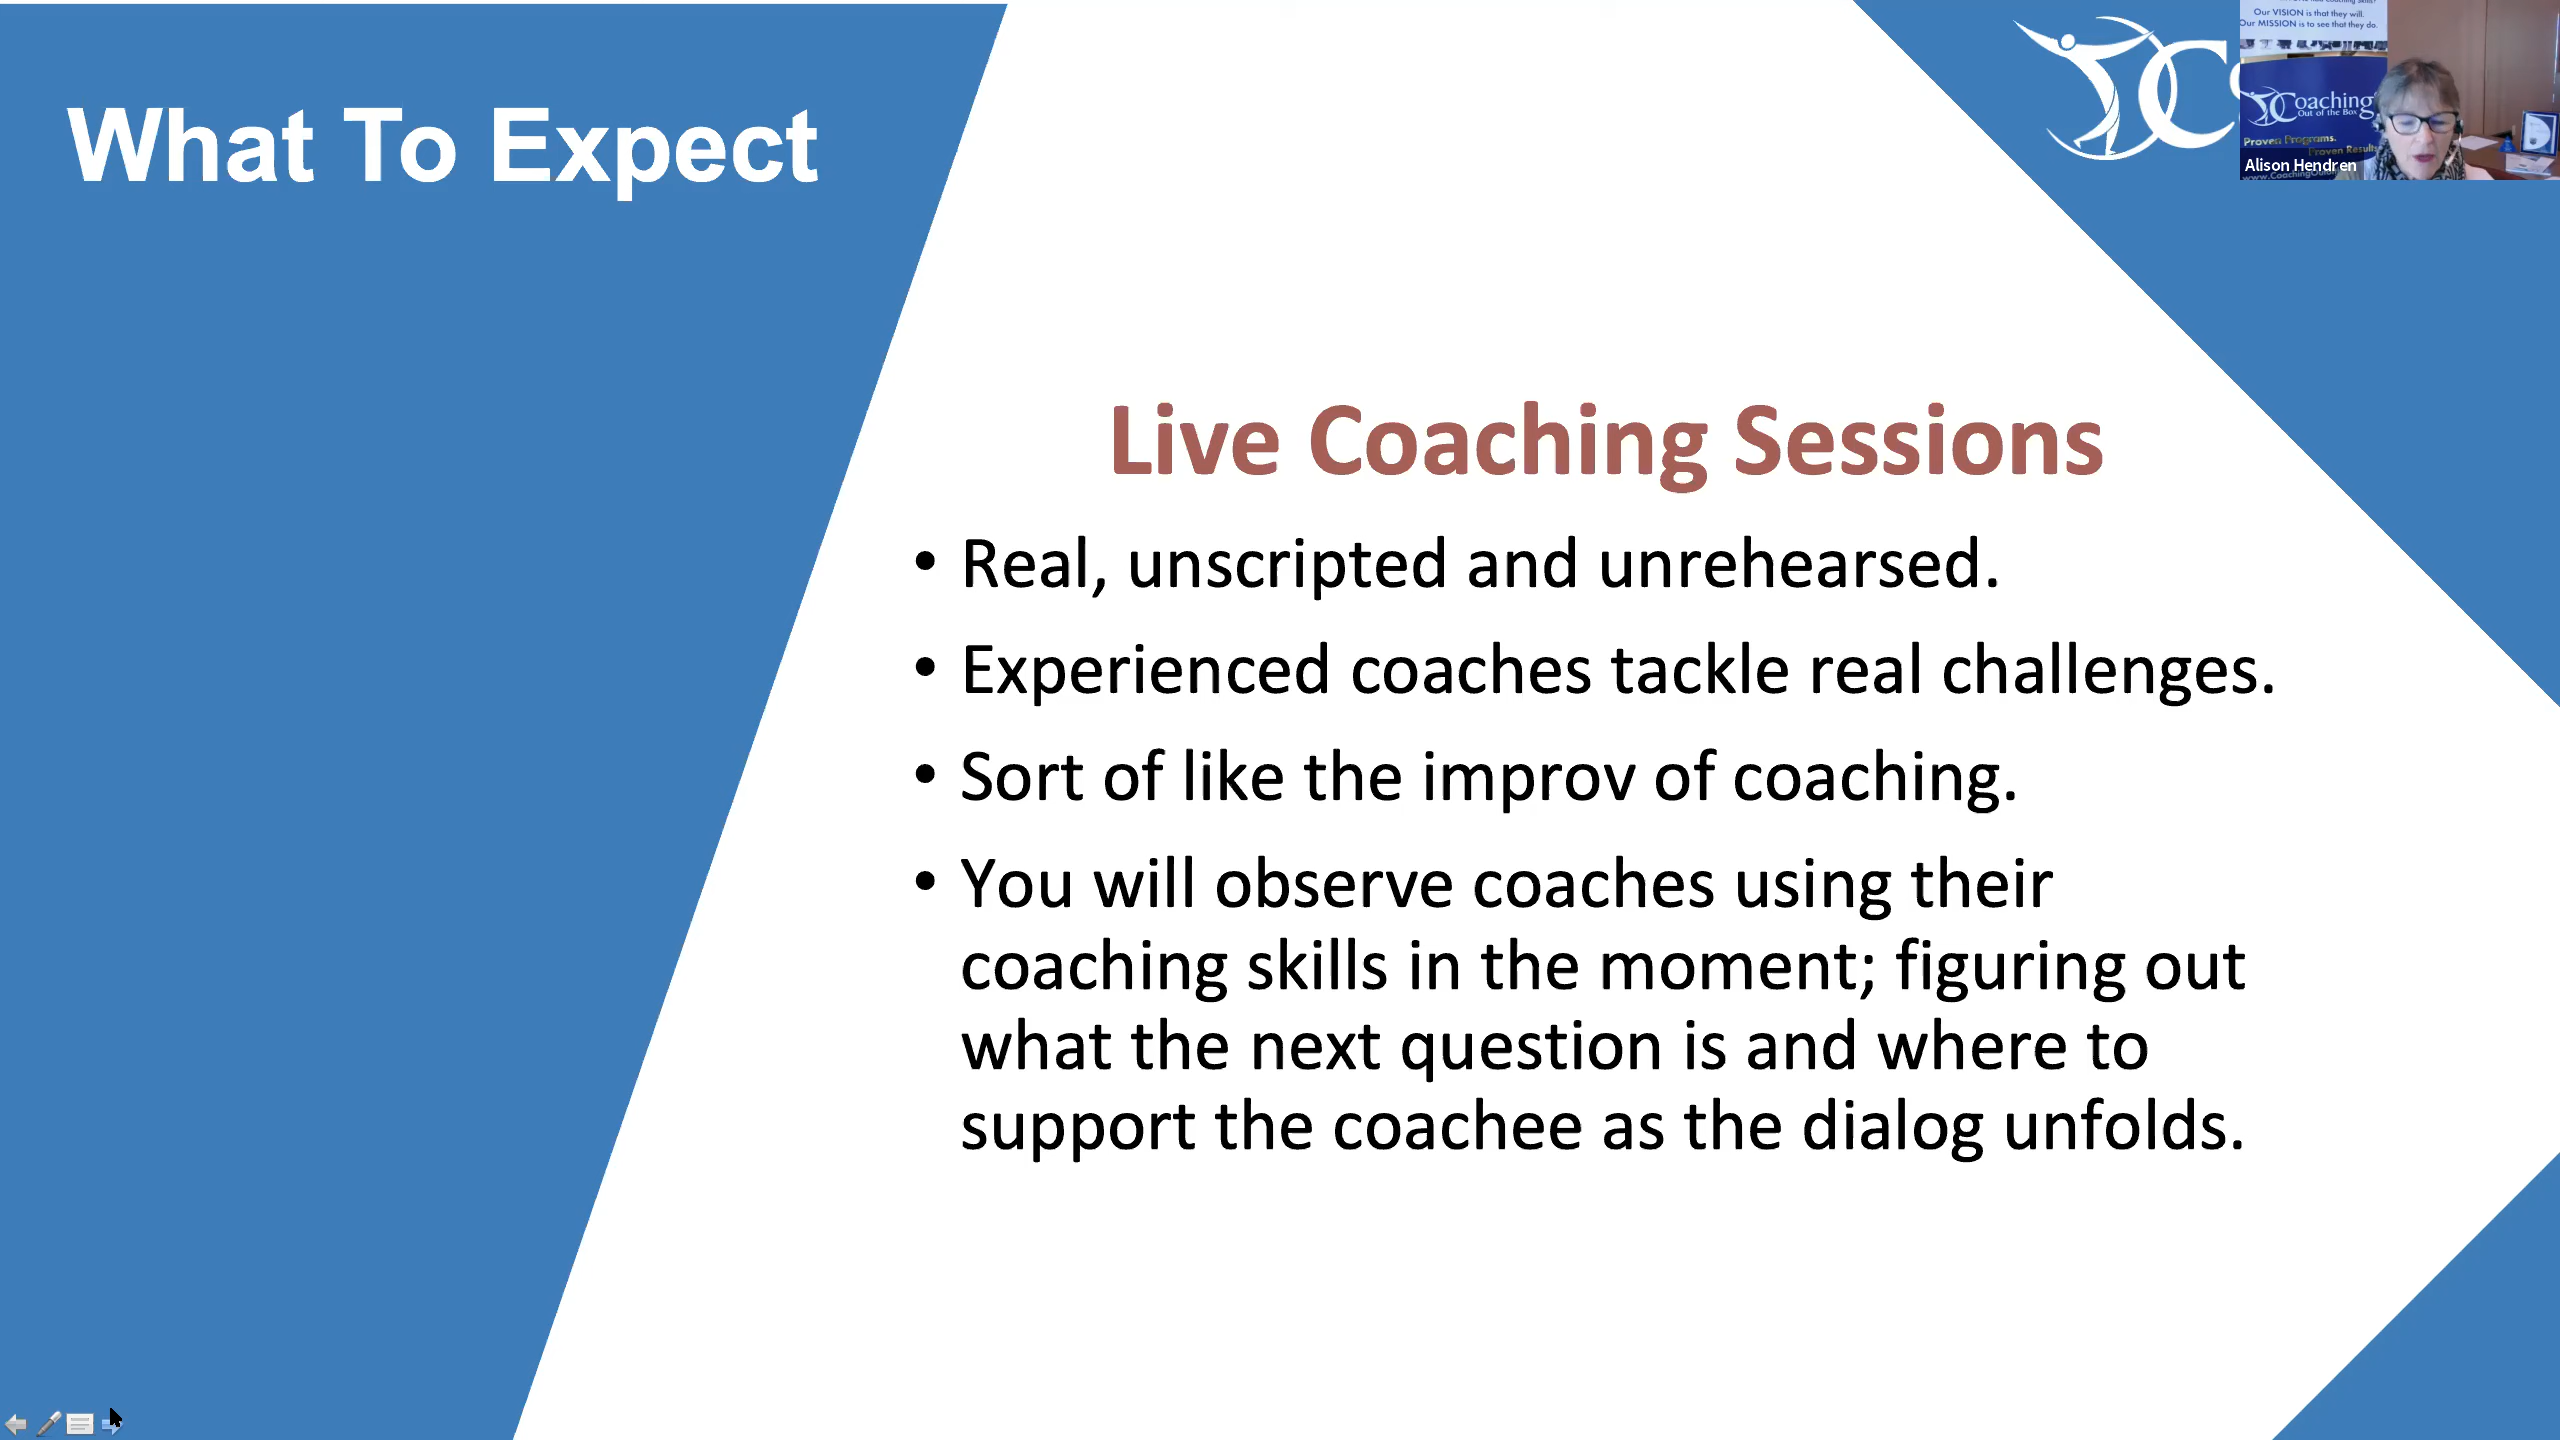 What To Expect
C
Our VISION is that they will.
Our MISSION is to see that they do.
Coaching
Out of the Box
Proven Programs.
Proven Results
Alison Hendren
Live Coaching Sessions
• Real, unscripted and unrehearsed.
• Experienced coaches tackle real challenges.
• Sort of like the improv of coaching.
• You will observe coaches using their
coaching skills in the moment; figuring out
what the next question is and where to
support the coachee as the dialog unfolds.